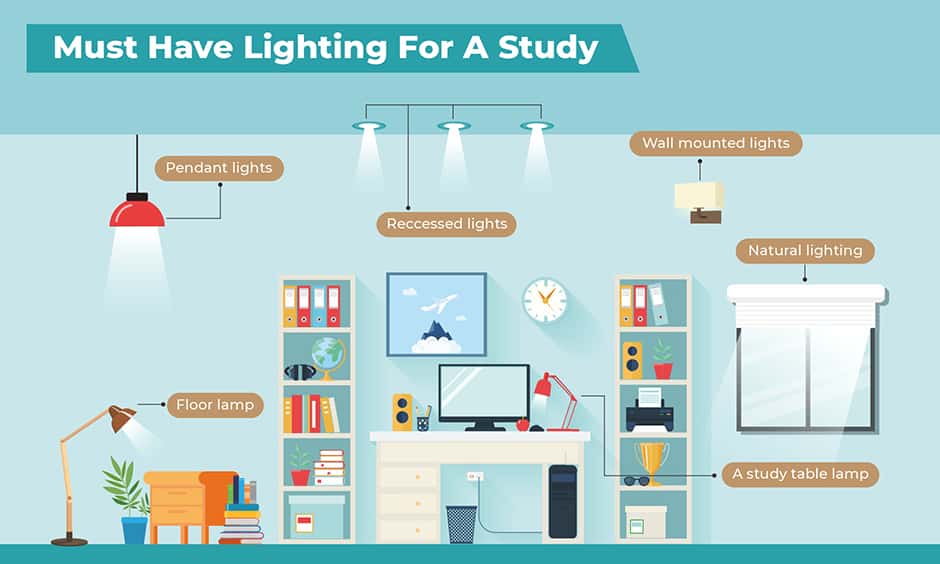 Must Have Lighting For A Study
Pendant lights
Reccessed lights
Wall mounted lights
Natural lighting
Floor lamp
A study table lamp